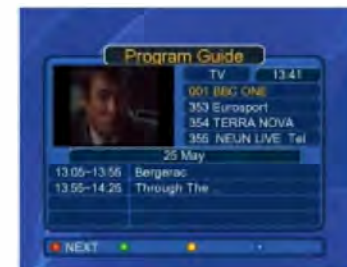 Program Guide
TV 13:41
001 BBC ONE
353 Eurosport
354 TERRA NOVA
355 NEUN LIVE Tel
25 May
13:05~13:55 Bergerac
13:55~14:25 Through The ...
NEXT